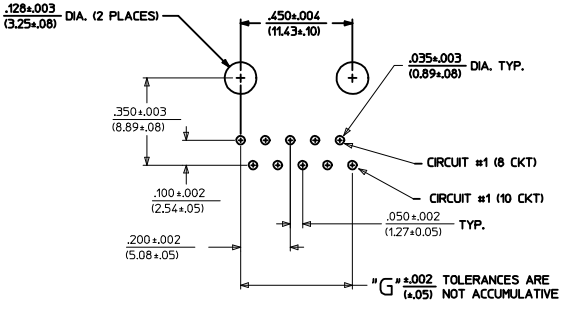 .128±.003
(3.25±.08) DIA. (2 PLACES)
.450±.004
(11.43±.10)
.035±.003
(0.89±.08) DIA. TYP.
.350±.003
(8.89±.08)
CIRCUIT #1 (8 CKT)
.100±.002
(2.54±.05)
CIRCUIT #1 (10 CKT)
.050±.002
(1.27±0.05) TYP.
.200±.002
(5.08±.05)
"G" ±.002 TOLERANCES ARE
(±.05) NOT ACCUMULATIVE